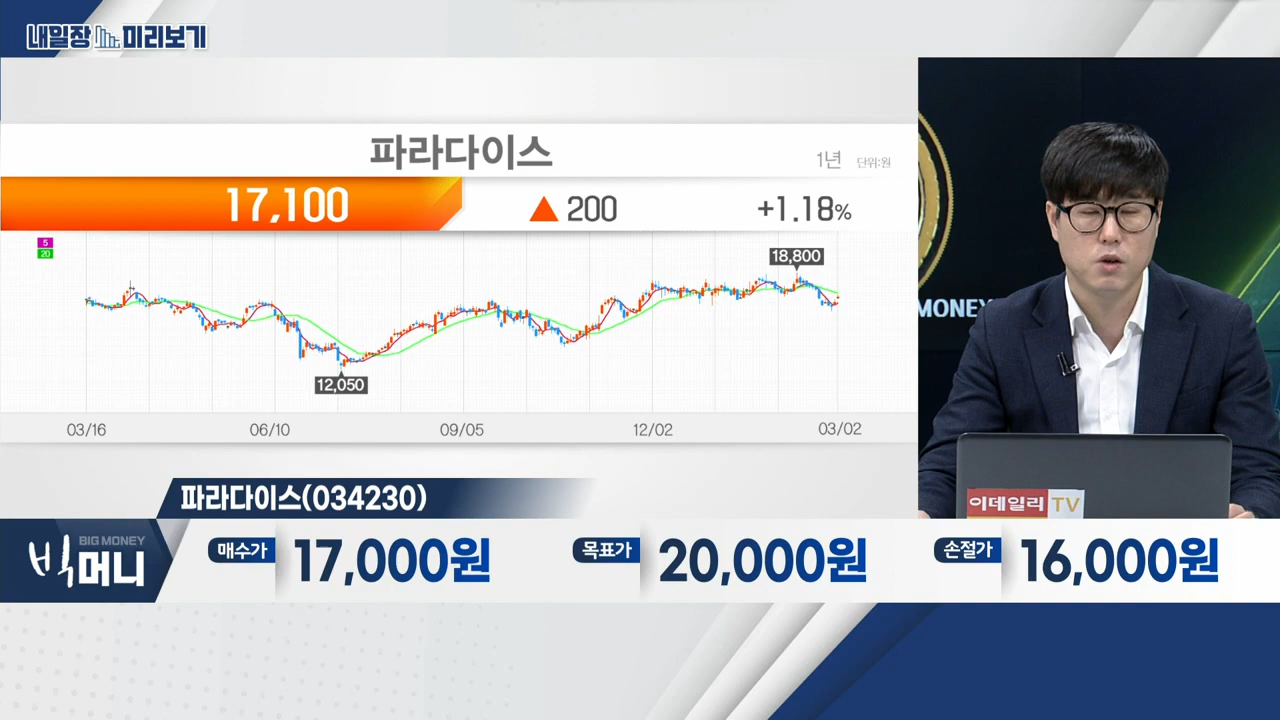 내일장 미리보기
파라다이스
1년 단위:원
17,100 ▲ 200 +1.18%
5
20
18,800
12,050
03/16 06/10 09/05 12/02 03/02
MONEY
이데일리 TV
파라다이스(034230)
BIG MONEY
빅머니
매수가 17,000원 목표가 20,000원 손절가 16,000원